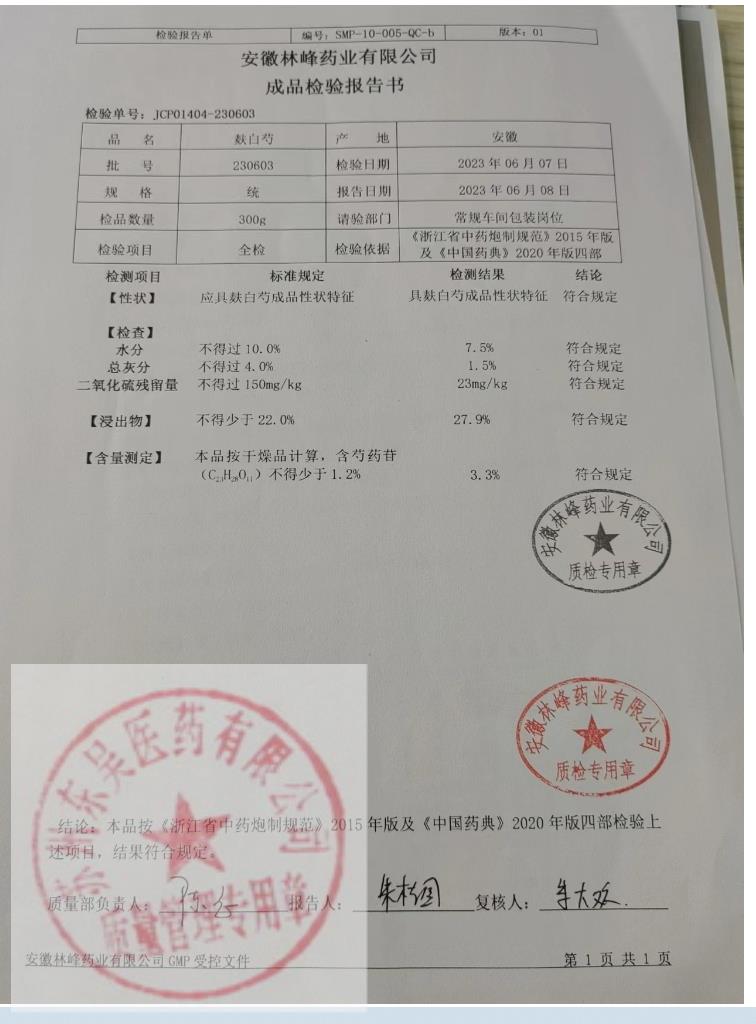 检验报告单 编号：SMP-10-005-QC-b 版本：01
安徽林峰药业有限公司
成品检验报告书
检验单号：JCP01404-230603
品 名 麸白芍 产 地 安徽
批 号 230603 检验日期 2023 年 06 月 07 日
规 格 统 报告日期 2023 年 06 月 08 日
检品数量 300g 请验部门 常规车间包装岗位
检验项目 全检 检验依据 《浙江省中药炮制规范》2015 年版及《中国药典》2020 年版四部
检测项目 标准规定 检测结果 结论
【性状】 应具麸白芍成品性状特征 具麸白芍成品性状特征 符合规定
【检查】
水分 不得过 10.0% 7.5% 符合规定
总灰分 不得过 4.0% 1.5% 符合规定
二氧化硫残留量 不得过 150mg/kg 23mg/kg 符合规定
【浸出物】 不得少于 22.0% 27.9% 符合规定
【含量测定】 本品按干燥品计算，含芍药苷
（C₂₃H₂₈O₁₁）不得少于 1.2% 3.3% 符合规定
安徽林峰药业有限公司
质检专用章
安徽林峰药业有限公司
质检专用章
东吴医药有限公司
质量管理专用章
结论：本品按《浙江省中药炮制规范》2015 年版及《中国药典》2020 年版四部检验上
述项目，结果符合规定。
质量部负责人： 报告人： 复核人：
安徽林峰药业有限公司 GMP 受控文件 第 1 页 共 1 页